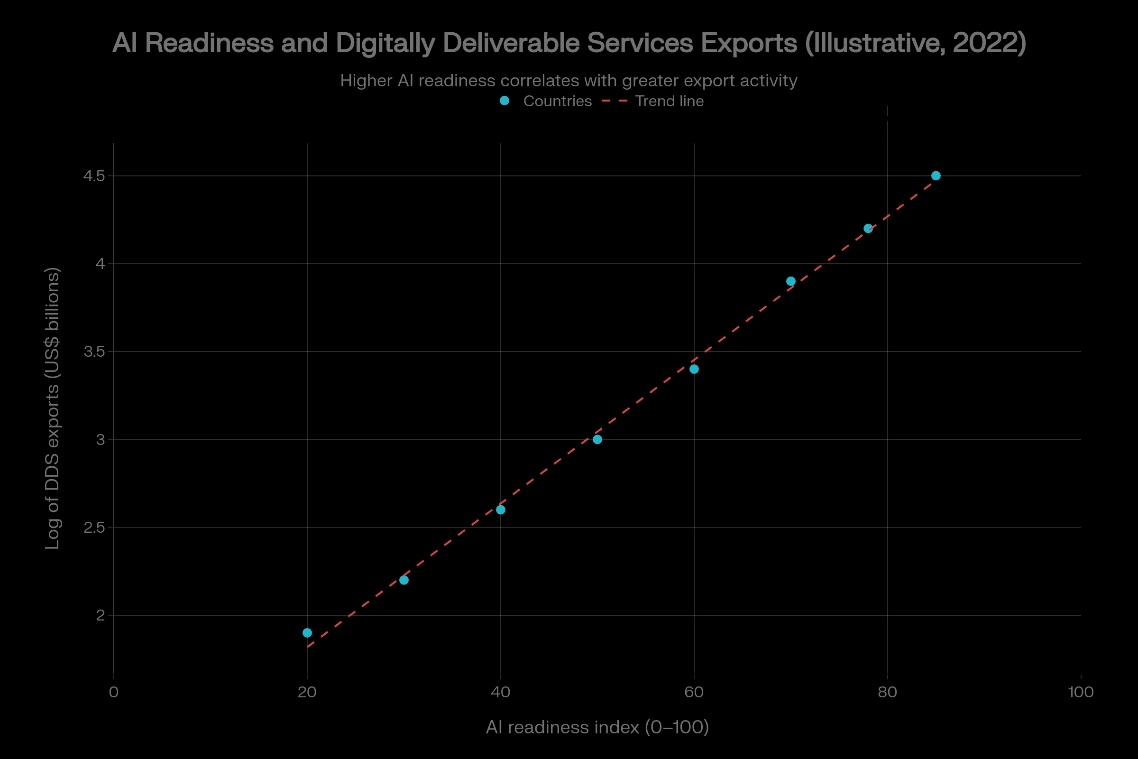 AI Readiness and Digitally Deliverable Services Exports (Illustrative, 2022)
Higher AI readiness correlates with greater export activity
Countries
Trend line
4.5
4
3.5
3
2.5
2
Log of DDS exports (US$ billions)
0
20
40
60
80
100
AI readiness index (0–100)